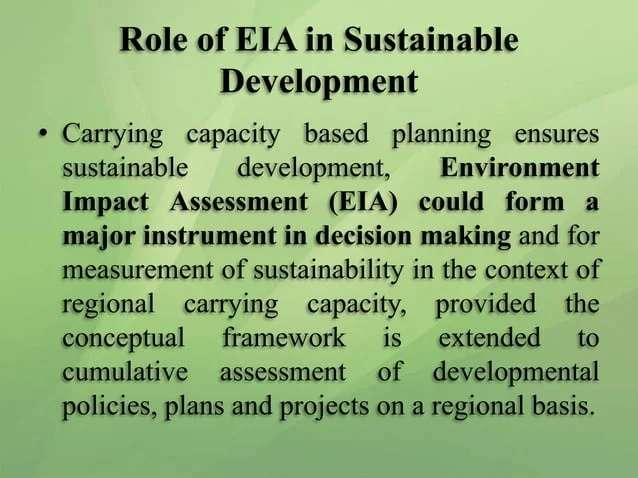 Role of EIA in Sustainable
Development
• Carrying capacity based planning ensures
sustainable development, Environment
Impact Assessment (EIA) could form a
major instrument in decision making and for
measurement of sustainability in the context of
regional carrying capacity, provided the
conceptual framework is extended to
cumulative assessment of developmental
policies, plans and projects on a regional basis.